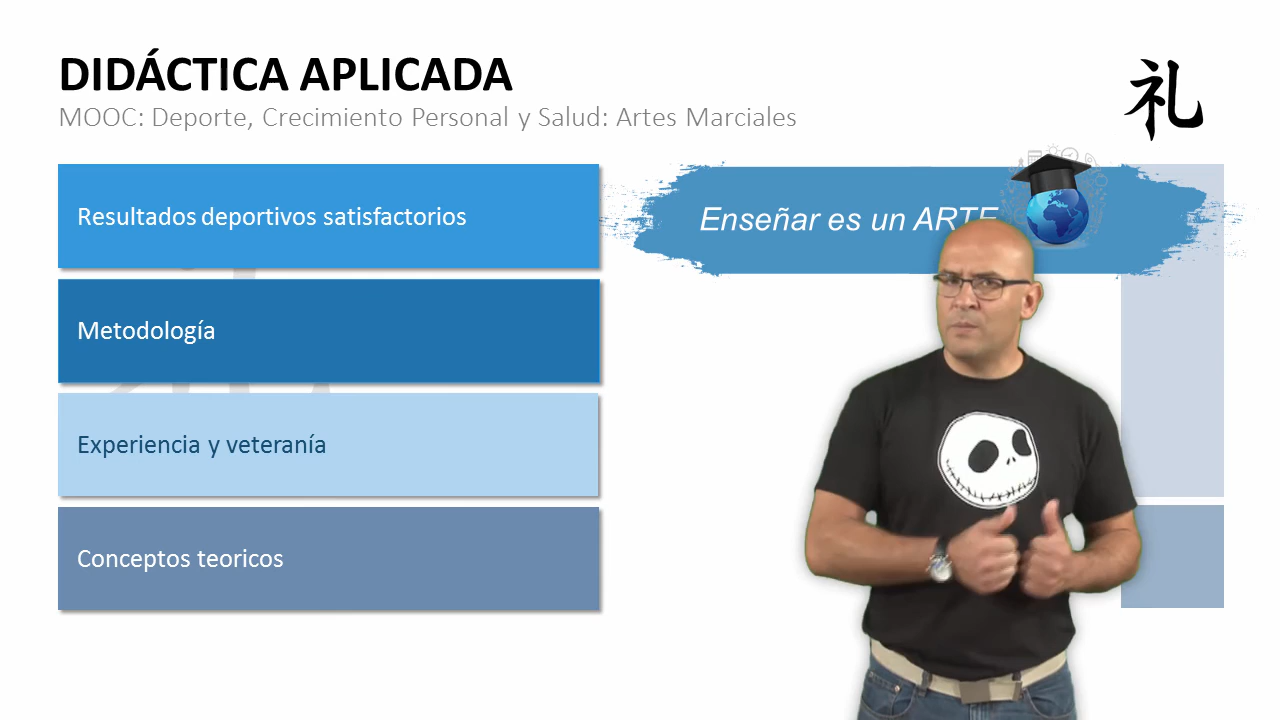 DIDÁCTICA APLICADA
MOOC: Deporte, Crecimiento Personal y Salud: Artes Marciales
礼
Resultados deportivos satisfactorios
Enseñar es un ARTE
Metodología
Experiencia y veteranía
Conceptos teoricos